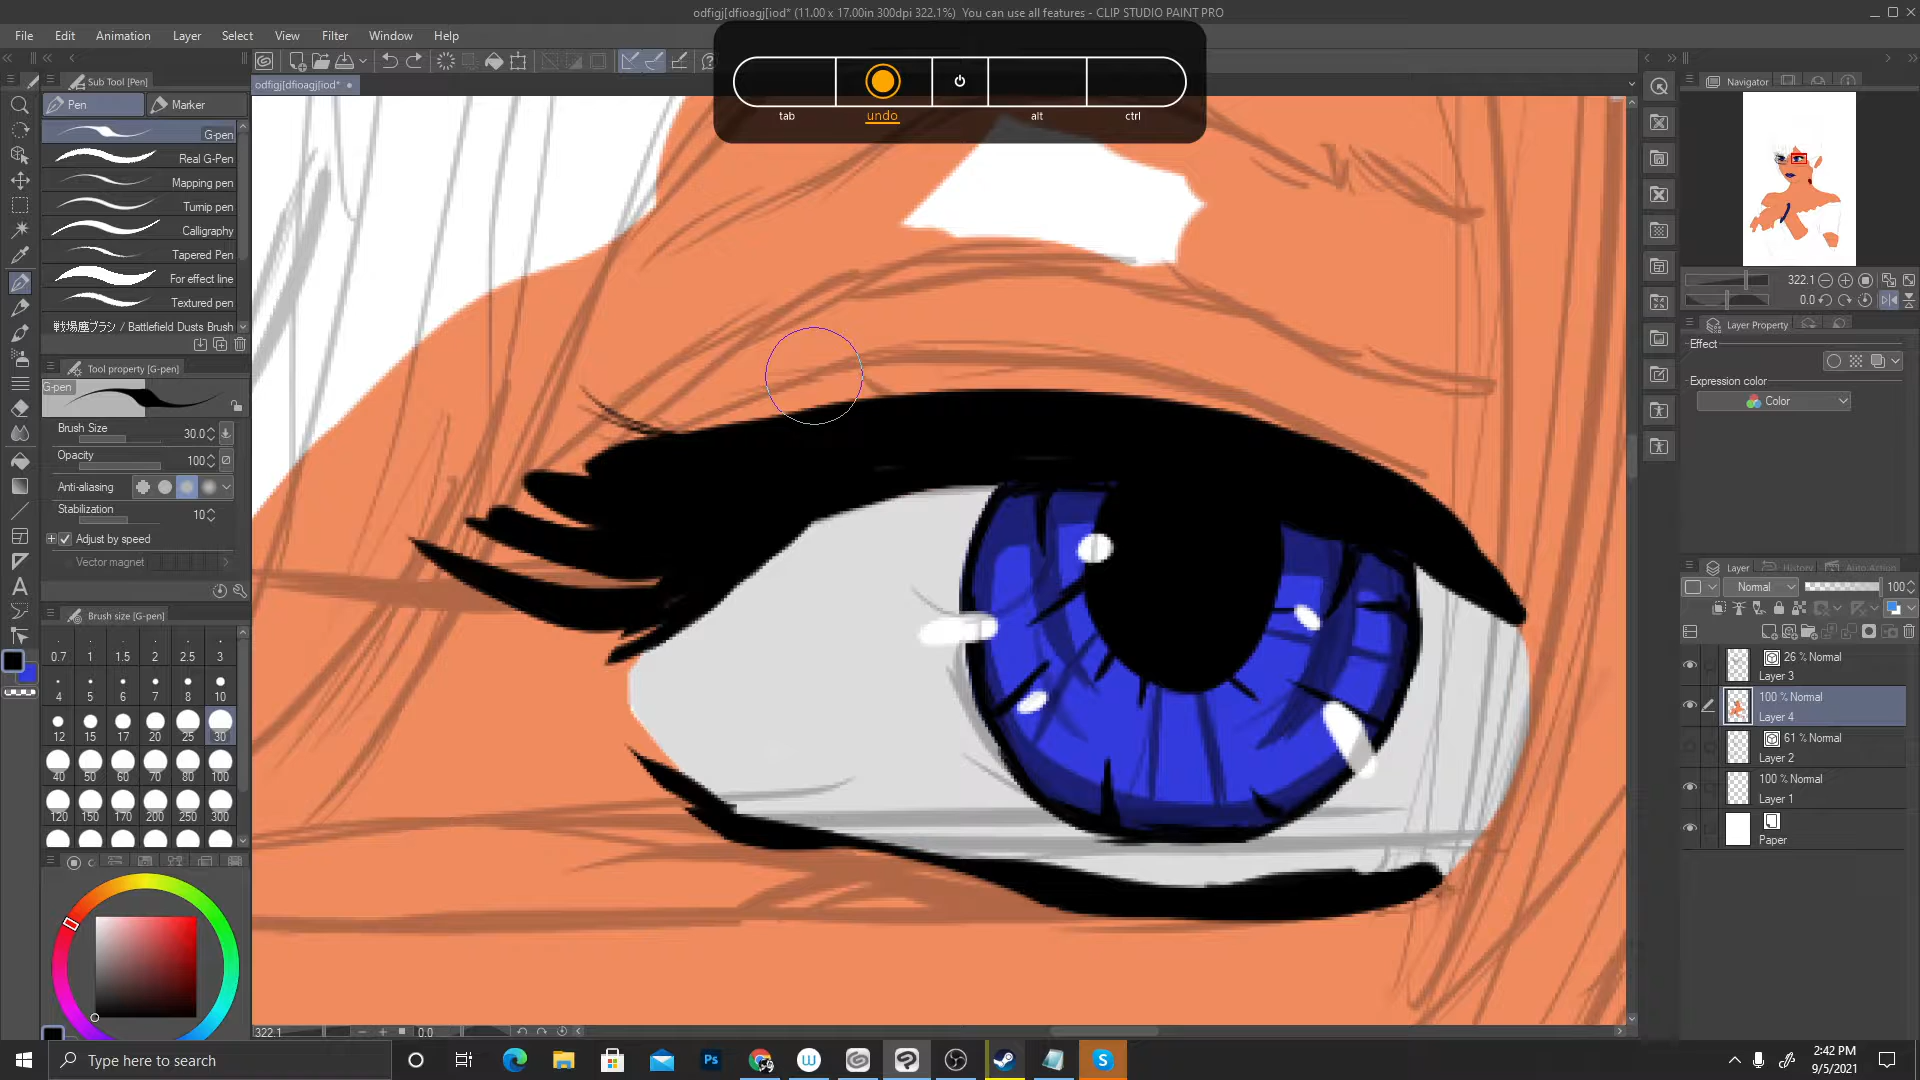 odfigj[dfioagj[iod* (11.00 x 17.00in 300dpi 322.1%) You can use all features - CLIP STUDIO PAINT PRO
File Edit Animation Layer Select View Filter Window Help
tab undo alt ctrl
Sub Tool [Pen]
odfigj[dfioagj[iod*
Pen Marker
G-pen
Real G-Pen
Mapping pen
Turnip pen
Calligraphy
Tapered Pen
For effect line
Textured pen
戦場塵ブラシ / Battlefield Dusts Brush
Tool property [G-pen]
G-pen
Brush Size 30.0
Opacity 100
Anti-aliasing
Stabilization 10
Adjust by speed
Vector magnet
Brush size [G-pen]
0.7 1 1.5 2 2.5 3
4 5 6 7 8 10
12 15 17 20 25 30
40 50 60 70 80 100
120 150 170 200 250 300
Navigator
322.1
0.0
Layer Property
Effect
Expression color
Color
Layer History Auto Action
Normal 100
26 % Normal
Layer 3
100 % Normal
Layer 4
61 % Normal
Layer 2
100 % Normal
Layer 1
Paper
322.1 0.0
Type here to search
Ps
2:42 PM
9/5/2021